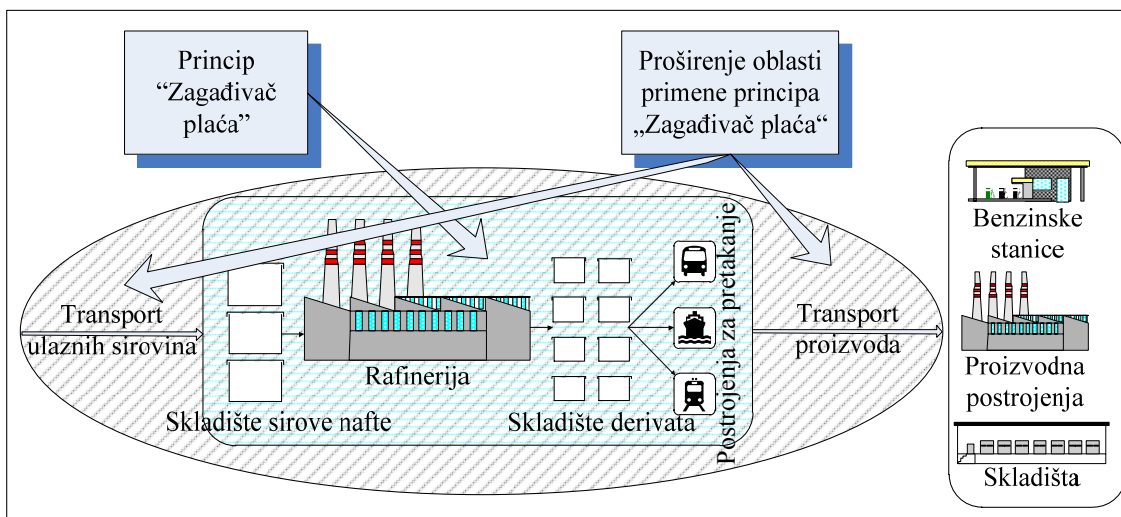 Princip
“Zagađivač
plaća”
Proširenje oblasti
primene principa
„Zagađivač plaća“
Transport
ulaznih sirovina
Rafinerija
Skladište sirove nafte
Skladište derivata
Postrojenja za pretakanje
Transport
proizvoda
Benzinske
stanice
Proizvodna
postrojenja
Skladišta